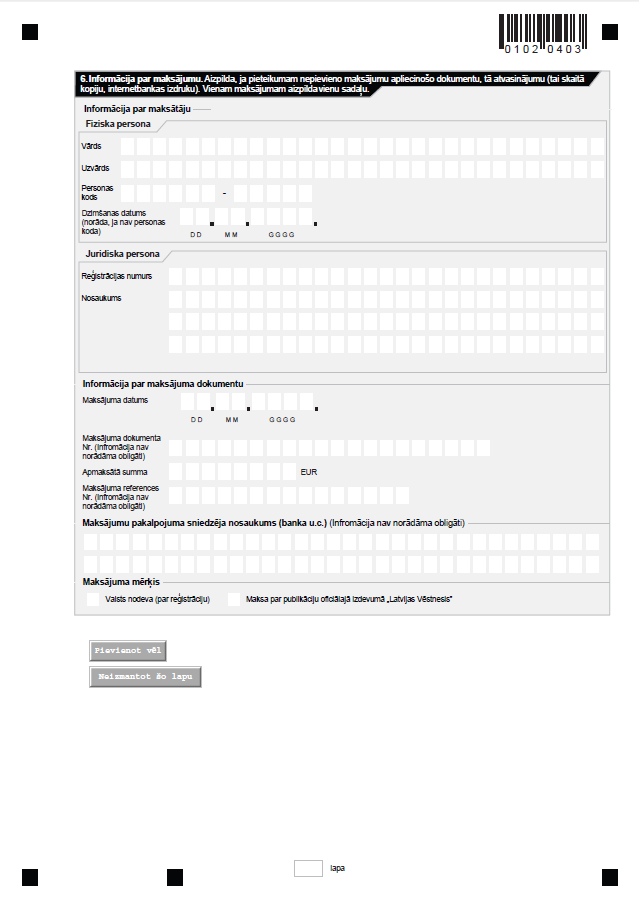 0102 0403
6. Informācija par maksājumu. Aizpilda, ja pieteikumam nepievieno maksājumu apliecinošo dokumentu, tā atvasinājumu (tai skaitā
kopiju, internetbankas izdruku). Vienam maksājumam aizpilda vienu sadaļu.
Informācija par maksātāju
Fiziska persona
Vārds
Uzvārds
Personas
kods
-
Dzimšanas datums
(norāda, ja nav personas
koda)
DD MM GGGG
Juridiska persona
Reģistrācijas numurs
Nosaukums
Informācija par maksājuma dokumentu
Maksājuma datums
DD MM GGGG
Maksājuma dokumenta
Nr. (Infromācija nav
norādāma obligāti)
Apmaksātā summa EUR
Maksājuma references
Nr. (Infromācija nav
norādāma obligāti)
Maksājumu pakalpojuma sniedzēja nosaukums (banka u.c.) (Infromācija nav norādāma obligāti)
Maksājuma mērķis
Valsts nodeva (par reģistrāciju) Maksa par publikāciju oficiālajā izdevumā „Latvijas Vēstnesis”
Pievienot vēl
Neizmantot šo lapu
lapa